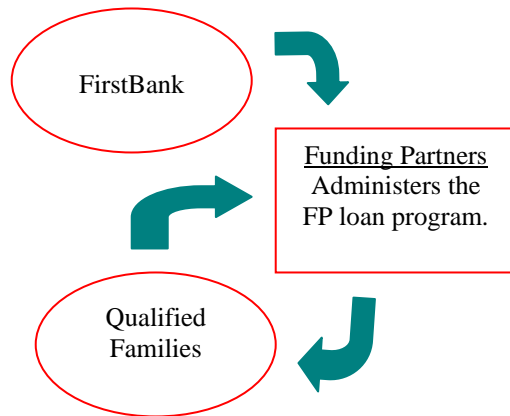 FirstBank
Funding Partners
Administers the
FP loan program.
Qualified
Families